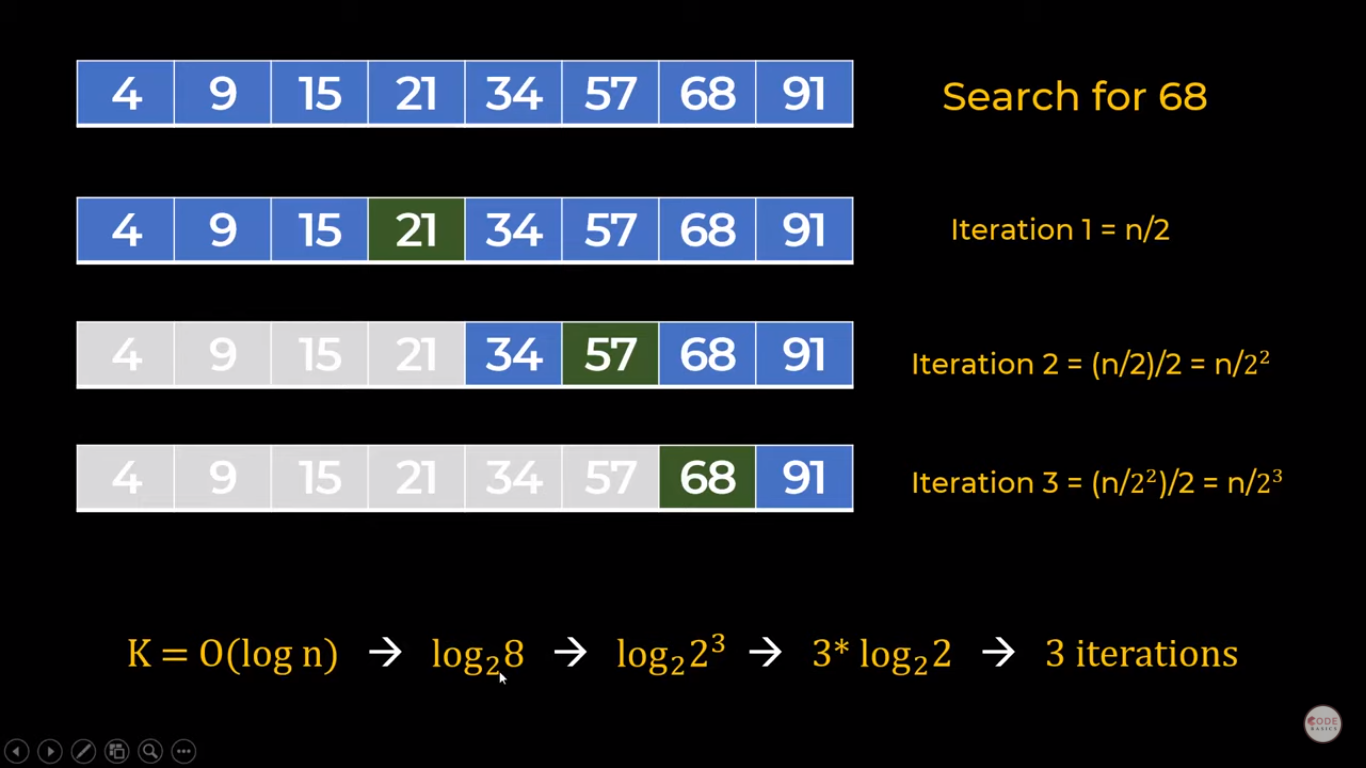 4 9 15 21 34 57 68 91
Search for 68
4 9 15 21 34 57 68 91
Iteration 1 = n/2
4 9 15 21 34 57 68 91
Iteration 2 = (n/2)/2 = n/2²
4 9 15 21 34 57 68 91
Iteration 3 = (n/2²)/2 = n/2³
K = O(log n) → log₂8 → log₂2³ → 3* log₂2 → 3 iterations
CODE
BASICS